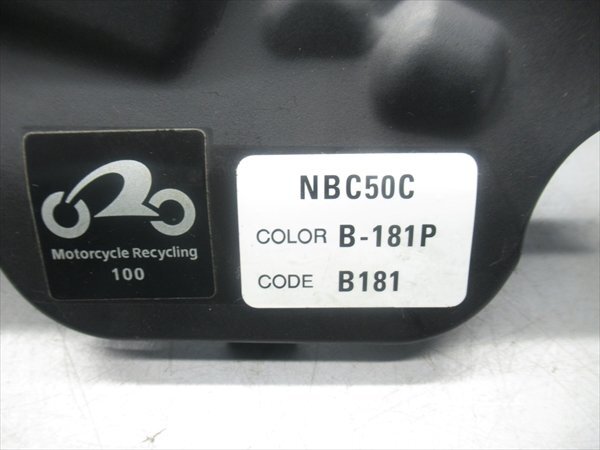 Motorcycle Recycling
100
NBC50C
COLOR B-181P
CODE B181